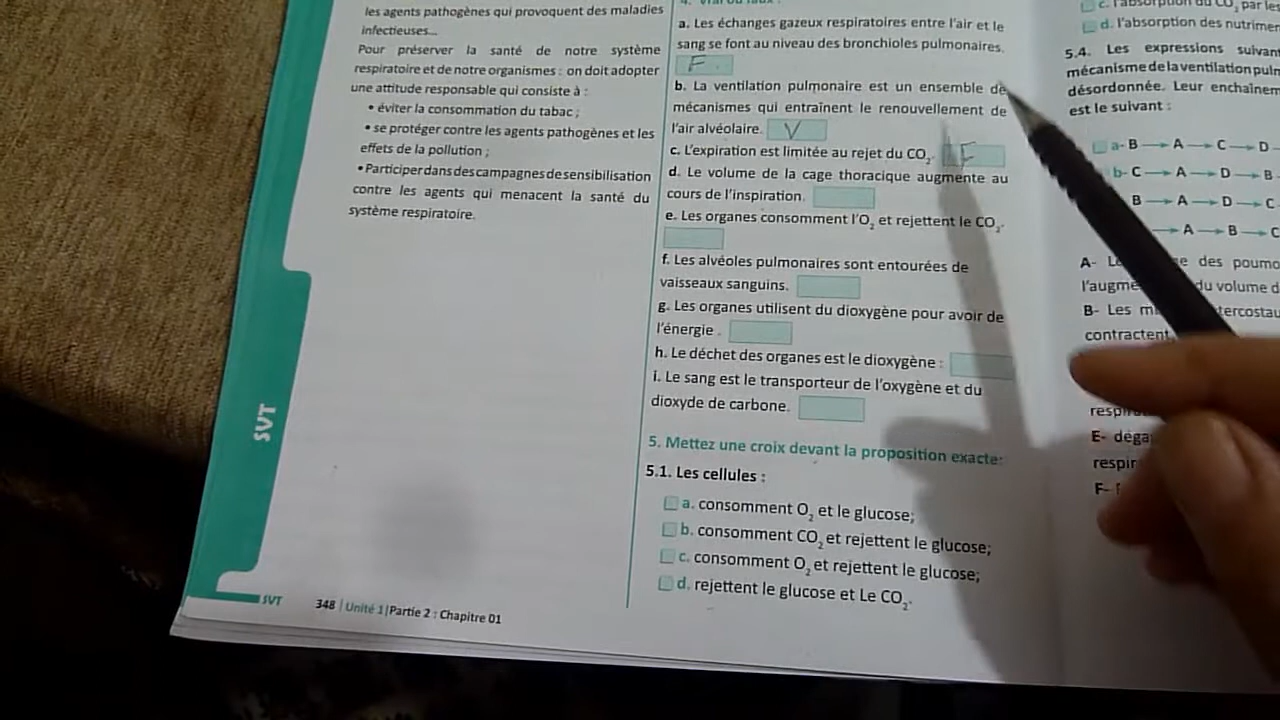 les agents pathogènes qui provoquent des maladies
infectieuses...
Pour préserver la santé de notre système
respiratoire et de notre organismes : on doit adopter
une attitude responsable qui consiste à :
• éviter la consommation du tabac ;
• se protéger contre les agents pathogènes et les
effets de la pollution ;
• Participer dans des campagnes de sensibilisation
contre les agents qui menacent la santé du
système respiratoire.
SVT
SVT
348 | Unité 1|Partie 2 : Chapitre 01
4. Vrai ou faux :
a. Les échanges gazeux respiratoires entre l'air et le
sang se font au niveau des bronchioles pulmonaires.
F
b. La ventilation pulmonaire est un ensemble de
mécanismes qui entraînent le renouvellement de
l'air alvéolaire. V
c. L'expiration est limitée au rejet du CO₂. F
d. Le volume de la cage thoracique augmente au
cours de l'inspiration.
e. Les organes consomment l'O₂ et rejettent le CO₂.
f. Les alvéoles pulmonaires sont entourées de
vaisseaux sanguins.
g. Les organes utilisent du dioxygène pour avoir de
l'énergie .
h. Le déchet des organes est le dioxygène :
i. Le sang est le transporteur de l'oxygène et du
dioxyde de carbone.
5. Mettez une croix devant la proposition exacte:
5.1. Les cellules :
a. consomment O₂ et le glucose;
b. consomment CO₂ et rejettent le glucose;
c. consomment O₂ et rejettent le glucose;
d. rejettent le glucose et Le CO₂.
c. l'absorption du CO₂ par les
d. l'absorption des
5.4. Les expressions
mécanisme de la ventilation
désordonnée. Leur
est le suivant :
a- B → A → C → D
b- C → A → D → B
B → A → D → C
→ A → B → C
A- des
du volume d
B- Les
contractent
E-
F-